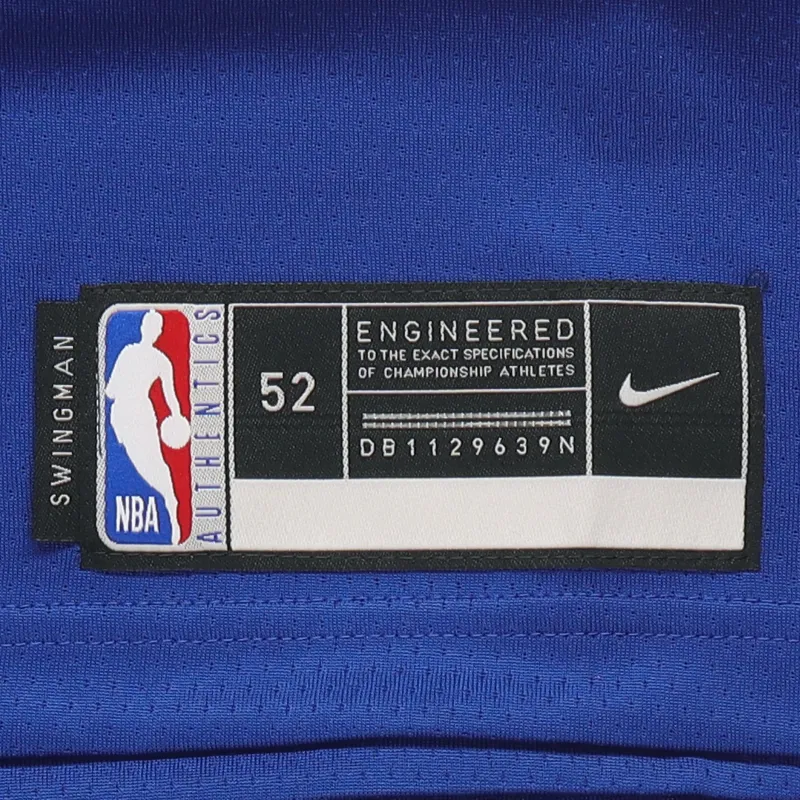 SWINGMAN
NBA
AUTHENTICS
52
ENGINEERED
TO THE EXACT SPECIFICATIONS
OF CHAMPIONSHIP ATHLETES
DB1129639N